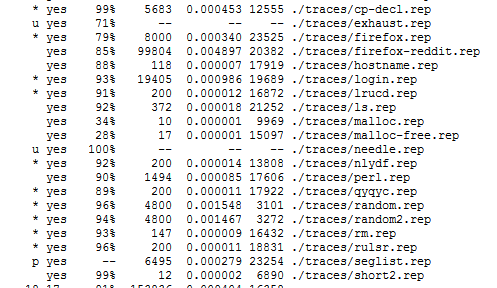 * yes 99% 5683 0.000453 12555 ./traces/cp-decl.rep
u yes 71% -- -- -- ./traces/exhaust.rep
* yes 79% 8000 0.000340 23525 ./traces/firefox.rep
yes 85% 99804 0.004897 20382 ./traces/firefox-reddit.rep
yes 88% 118 0.000007 17919 ./traces/hostname.rep
* yes 93% 19405 0.000986 19689 ./traces/login.rep
* yes 91% 200 0.000012 16872 ./traces/lrucd.rep
yes 92% 372 0.000018 21252 ./traces/ls.rep
yes 34% 10 0.000001 9969 ./traces/malloc.rep
yes 28% 17 0.000001 15097 ./traces/malloc-free.rep
u yes 100% -- -- -- ./traces/needle.rep
* yes 92% 200 0.000014 13808 ./traces/nlydf.rep
yes 90% 1494 0.000085 17606 ./traces/perl.rep
* yes 89% 200 0.000011 17922 ./traces/qyqyc.rep
* yes 96% 4800 0.001548 3101 ./traces/random.rep
* yes 94% 4800 0.001467 3272 ./traces/random2.rep
* yes 93% 147 0.000009 16432 ./traces/rm.rep
* yes 96% 200 0.000011 18831 ./traces/rulsr.rep
p yes -- 6495 0.000279 23254 ./traces/seglist.rep
yes 99% 12 0.000002 6890 ./traces/short2.rep